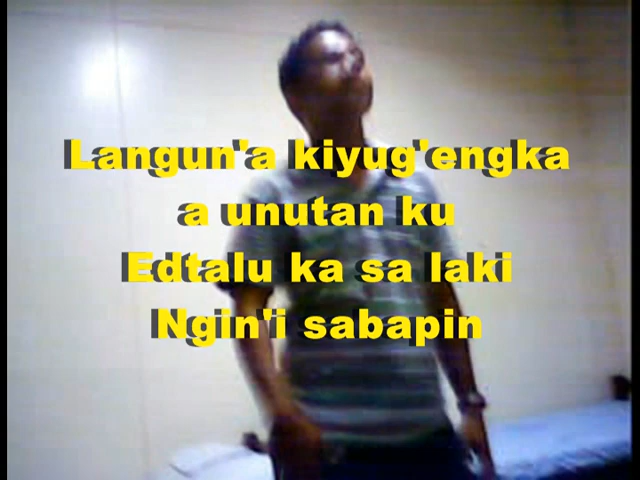 Langun'a kiyug'engka
a unutan ku
Edtalu ka sa laki
Ngin'i sabapin